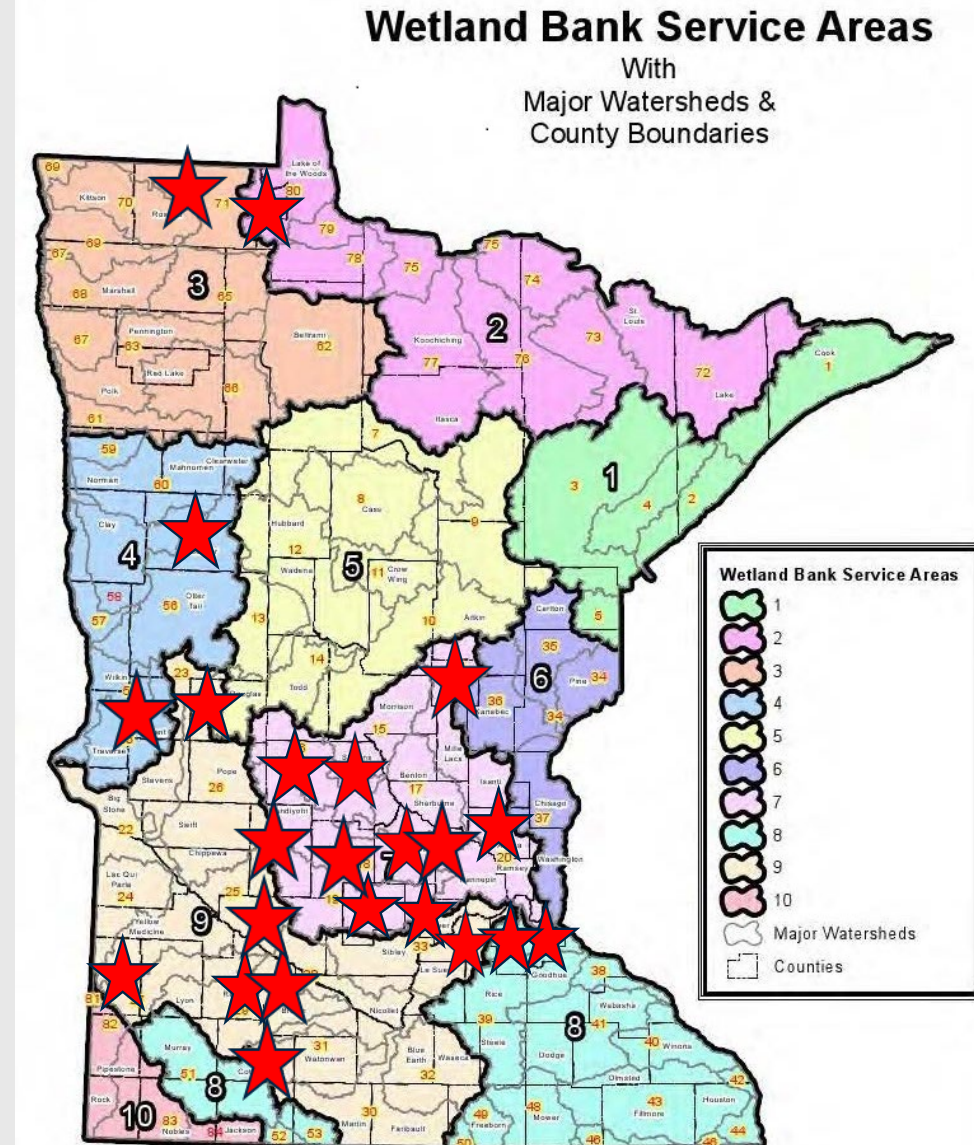 Wetland Bank Service Areas
With
Major Watersheds &
County Boundaries
Lake of
the Woods
69
80
Kittson
70
71
79
69
75
67
78
75
74
Marshall
3
68
65
St.
Louis
Pennington
Beltrami
2
73
67
63
62
Koochiching
Cook
1
Red Lake
77
76
72
Polk
66
Lake
61
Itasca
7
59
Clearwater
Mahnomen
Norman
60
1
3
8
Cass
4
2
Clay
Hubbard
9
4
12
5
Wadena
11
Crow
Wing
58
56
Otter
Tail
Carlton
5
57
13
10
Aitkin
35
14
23
6
Pine
34
Todd
36
Kanabec
34
Morrison
15
Traverse
Mille
Lacs
Stevens
Pope
26
Benton
17
Isanti
Big
Stone
Sherburne
Chisago
22
Swift
37
Chippewa
20
Washington
Ramsey
Lac Qui
Parle
24
25
9
Yellow
Medicine
Sibley
33
Le Sue
Goodhue
38
Lyon
Rice
Wabasha
81
Nicollet
82
39
8
41
Steele
Murray
31
Watonwan
Blue
Earth
Waseca
Dodge
40
Winona
Pipestone
51
32
Olmsted
8
42
Rock
43
Fillmore
Houston
10
83
Nobles
84
Jackson
30
49
Freeborn
48
Mower
52
53
Martin
Faribault
50
46
46
44
Wetland Bank Service Areas
1
2
3
4
5
6
7
8
9
10
Major Watersheds
Counties